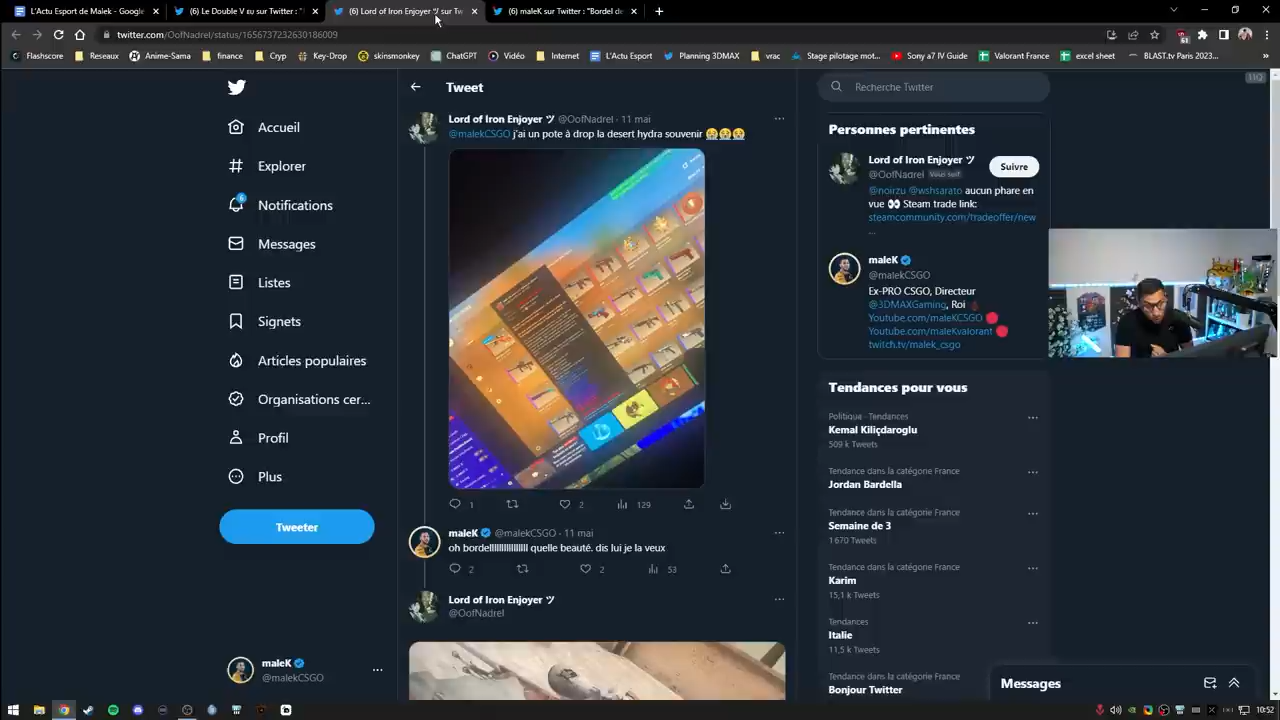 L'Actu Esport de Malek - Google
(6) Le Double V ευ sur Twitter : "
(6) Lord of Iron Enjoyer ツ sur Tw
(6) maleK sur Twitter : "Bordel de
twitter.com/OofNadrel/status/1656737232630186009
Flashscore
Reseaux
Anime-Sama
finance
Cryp
Key-Drop
skinsmonkey
ChatGPT
Vidéo
Internet
L'Actu Esport
Planning 3DMAX
vrac
Stage pilotage mot...
Sony a7 IV Guide
Valorant France
excel sheet
BLAST.tv Paris 2023...
Accueil
Explorer
Notifications
Messages
Listes
Signets
Articles populaires
Organisations cer...
Profil
Plus
Tweeter
maleK
@malekCSGO
Tweet
Lord of Iron Enjoyer ツ @OofNadrel · 11 mai
@malekCSGO j'ai un pote à drop la desert hydra souvenir 😭😭😭
1 2 129
maleK @malekCSGO · 11 mai
oh bordelllllllllllllllll quelle beauté. dis lui je la veux
2 2 53
Lord of Iron Enjoyer ツ
@OofNadrel
Recherche Twitter
Personnes pertinentes
Lord of Iron Enjoyer ツ
@OofNadrel Vous suit
Suivre
@noirzu @wshsarato aucun phare en
vue 👀 Steam trade link:
steamcommunity.com/tradeoffer/new
...
maleK
@malekCSGO
Ex-PRO CSGO, Directeur
@3DMAXGaming, Roi
Youtube.com/maleKCSGO
Youtube.com/maleKvalorant
twitch.tv/malek_csgo
Tendances pour vous
Politique · Tendances
Kemal Kiliçdaroglu
509 k Tweets
Tendance dans la catégorie France
Jordan Bardella
Tendance dans la catégorie France
Semaine de 3
1 670 Tweets
Tendance dans la catégorie France
Karim
15,1 k Tweets
Tendances
Italie
11,5 k Tweets
Tendance dans la catégorie France
Bonjour Twitter
Messages
10:52